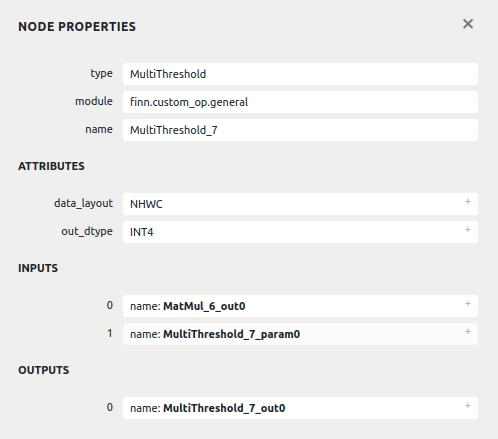 NODE PROPERTIES ×
type MultiThreshold
module finn.custom_op.general
name MultiThreshold_7
ATTRIBUTES
data_layout NHWC +
out_dtype INT4 +
INPUTS
0 name: MatMul_6_out0 +
1 name: MultiThreshold_7_param0 +
OUTPUTS
0 name: MultiThreshold_7_out0 +